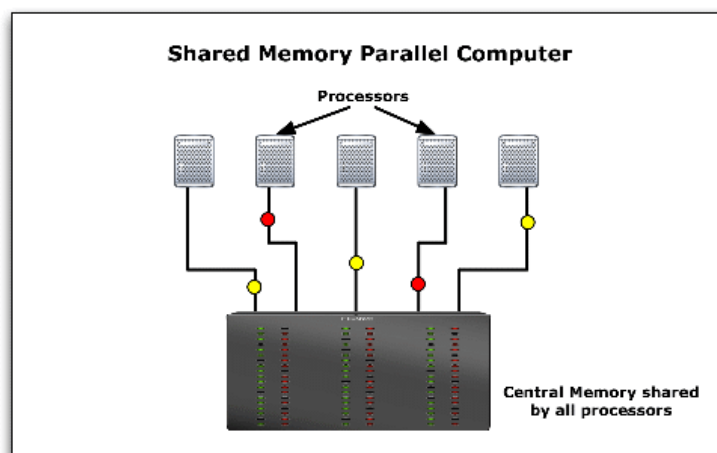 Shared Memory Parallel Computer
Processors
Central Memory shared
by all processors